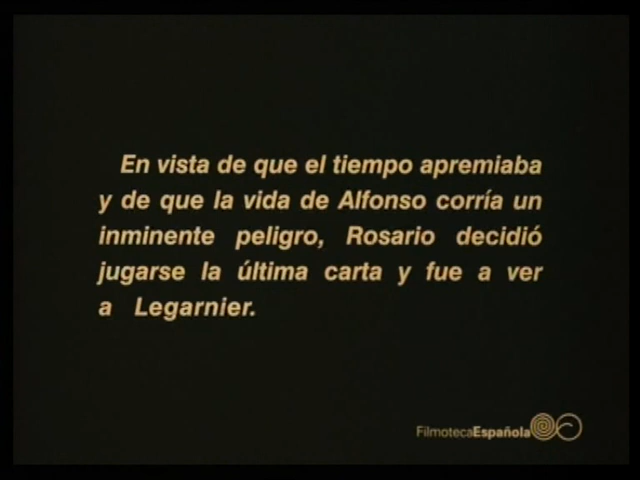 En vista de que el tiempo apremiaba
y de que la vida de Alfonso corría un
inminente peligro, Rosario decidió
jugarse la última carta y fue a ver
a Legarnier.
FilmotecaEspañola